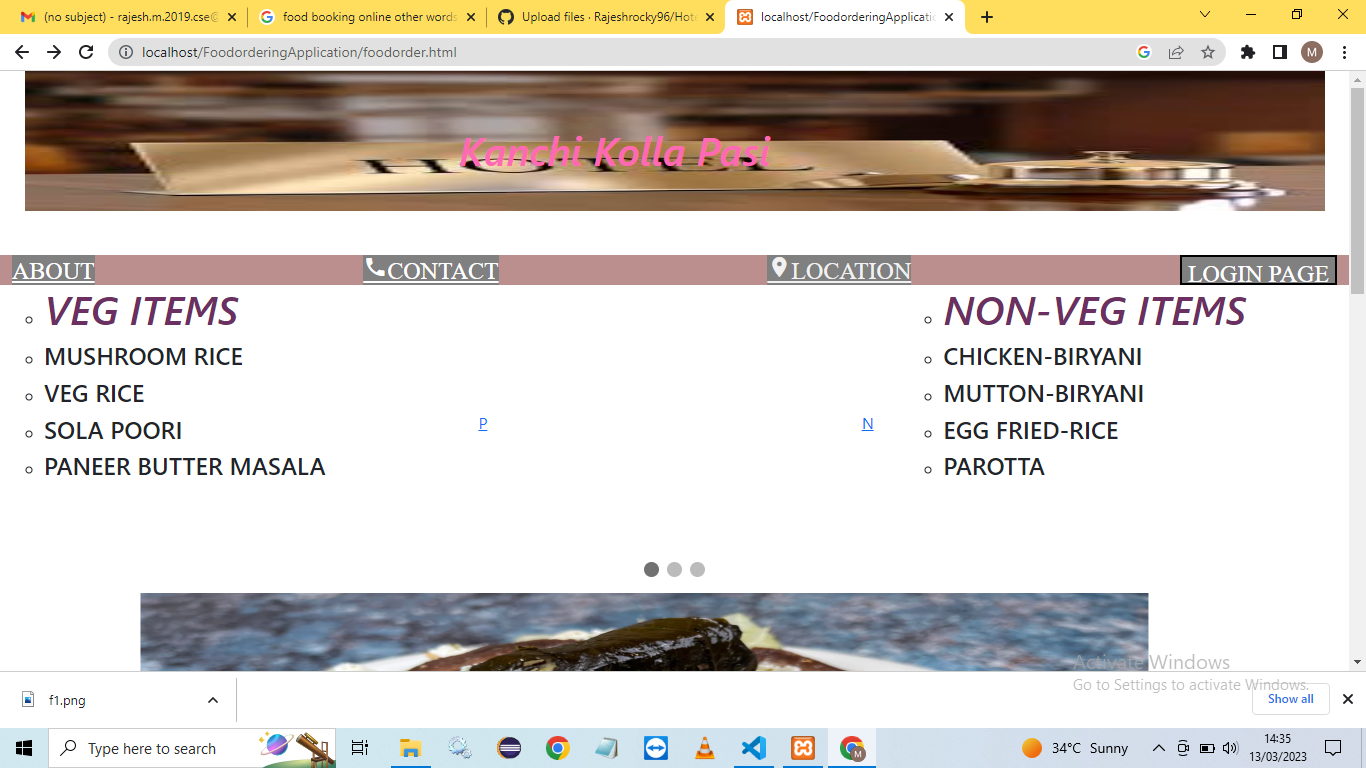 (no subject) - rajesh.m.2019.cse@
food booking online other words
Upload files · Rajeshrocky96/Hote
localhost/FoodorderingApplicatio
localhost/FoodorderingApplication/foodorder.html
M
HOTEL
Kanchi Kolla Pasi
ABOUT
CONTACT
LOCATION
LOGIN PAGE
VEG ITEMS
MUSHROOM RICE
VEG RICE
SOLA POORI
PANEER BUTTER MASALA
P
N
NON-VEG ITEMS
CHICKEN-BIRYANI
MUTTON-BIRYANI
EGG FRIED-RICE
PAROTTA
Activate Windows
Go to Settings to activate Windows.
f1.png
Show all
Type here to search
M
34°C Sunny
14:35
13/03/2023